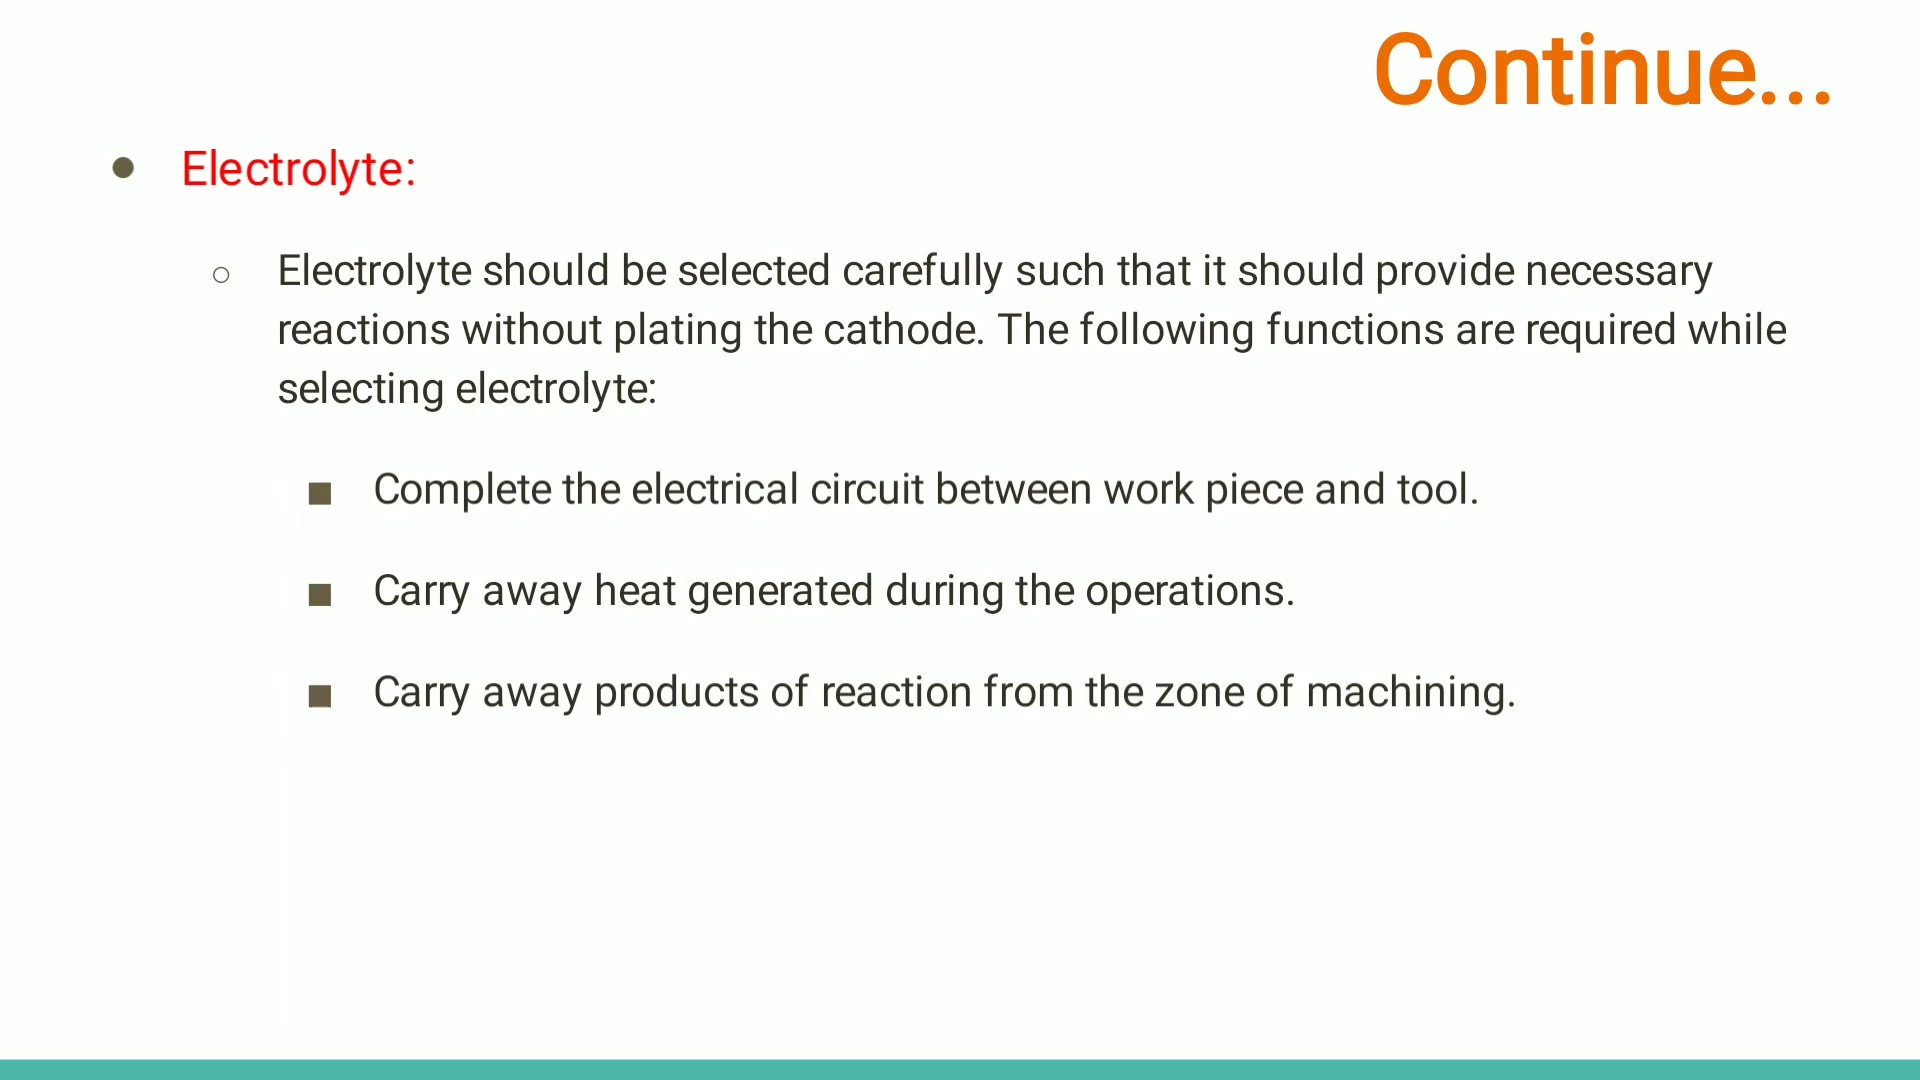 Continue...
● Electrolyte:
○ Electrolyte should be selected carefully such that it should provide necessary
reactions without plating the cathode. The following functions are required while
selecting electrolyte:
■ Complete the electrical circuit between work piece and tool.
■ Carry away heat generated during the operations.
■ Carry away products of reaction from the zone of machining.